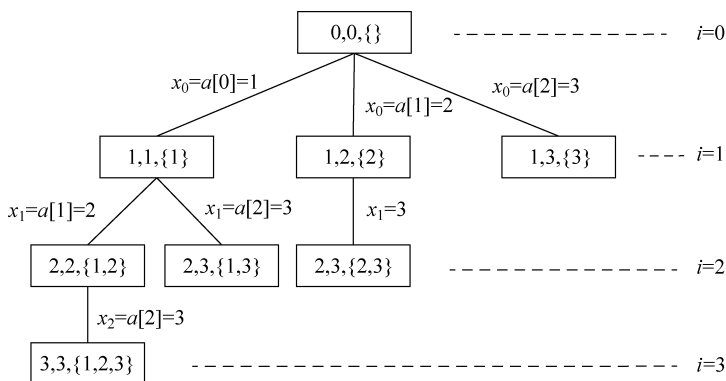 0,0,{} i=0
x₀=a[0]=1 x₀=a[1]=2 x₀=a[2]=3
1,1,{1} 1,2,{2} 1,3,{3} i=1
x₁=a[1]=2 x₁=a[2]=3 x₁=3
2,2,{1,2} 2,3,{1,3} 2,3,{2,3} i=2
x₂=a[2]=3
3,3,{1,2,3} i=3